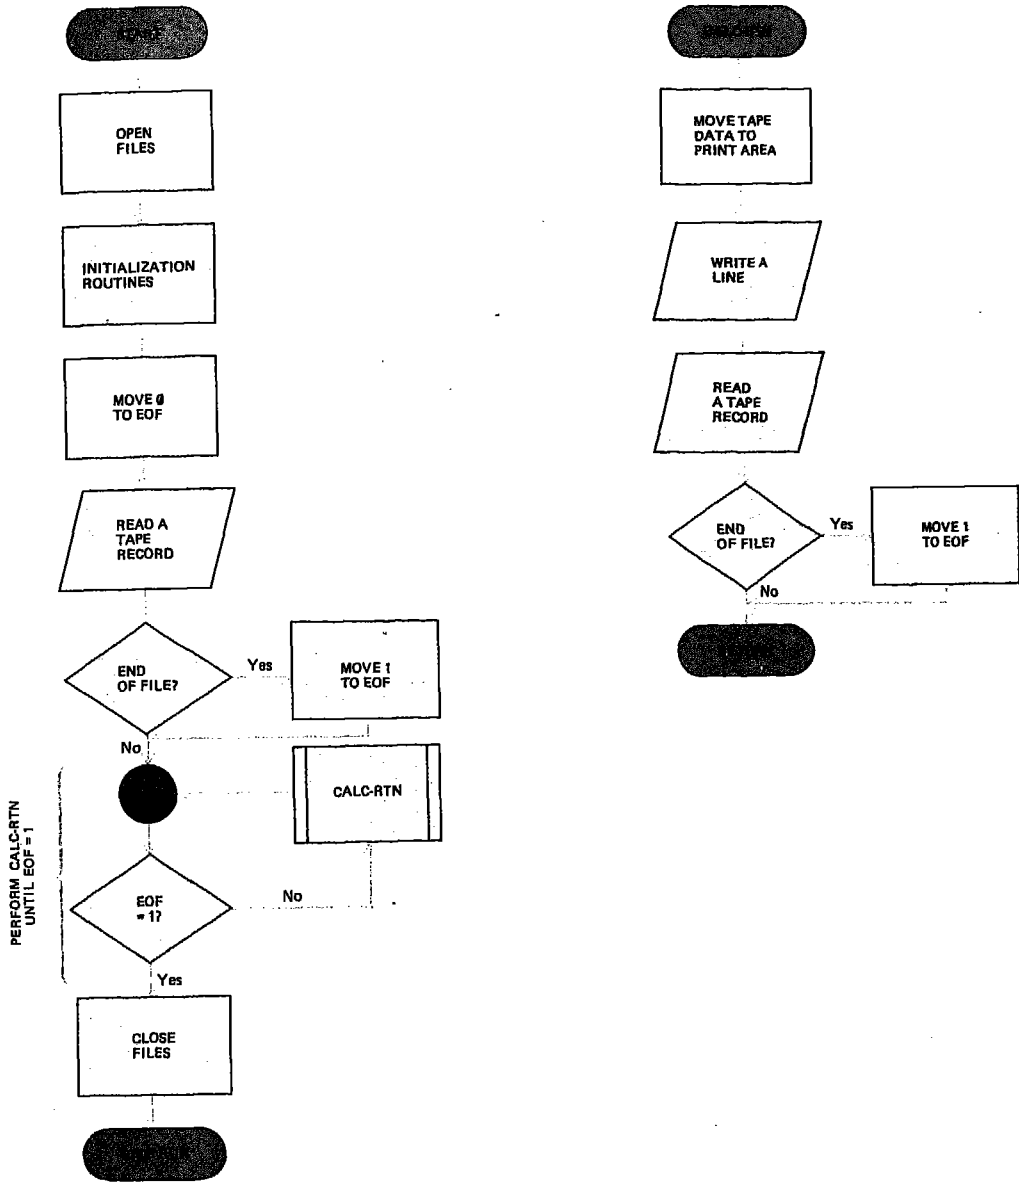 OPEN
FILES
INITIALIZATION
ROUTINES
MOVE 0
TO EOF
READ A
TAPE
RECORD
END
OF FILE?
Yes
MOVE 1
TO EOF
No
CALC-RTN
PERFORM CALC-RTN
UNTIL EOF = 1
EOF
= 1?
No
Yes
CLOSE
FILES
MOVE TAPE
DATA TO
PRINT AREA
WRITE A
LINE
READ
A TAPE
RECORD
END
OF FILE?
Yes
MOVE 1
TO EOF
No